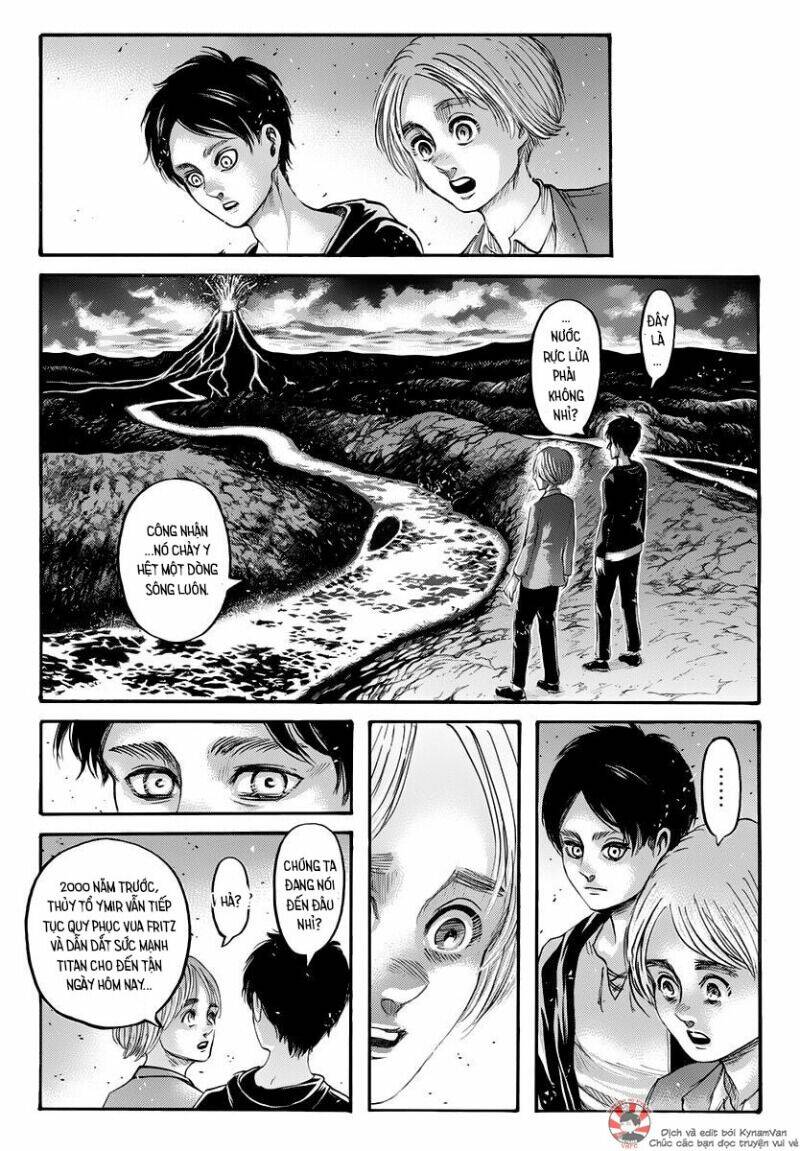 ĐÂY
LÀ
...
...
NƯỚC
RỰC LỬA
PHẢI
KHÔNG
NHỈ?
CÔNG NHẬN
...NÓ CHẢY Y
HỆT MỘT DÒNG
SÔNG LUÔN.
......
CHÚNG TA
ĐANG NÓI
ĐẾN ĐÂU
NHỈ?
HẢ?
2000 NĂM TRƯỚC,
THỦY TỔ YMIR VẪN TIẾP
TỤC QUY PHỤC VUA FRITZ
VÀ DẪN DẮT SỨC MẠNH
TITAN CHO ĐẾN TẬN
NGÀY HÔM NAY...
Dịch và edit bởi KynamVan
Chúc các bạn đọc truyện vui vẻ